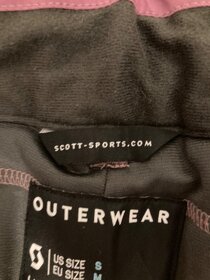 SCOTT-SPORTS.COM
OUTERWEAR
US SIZE S
EU SIZE M